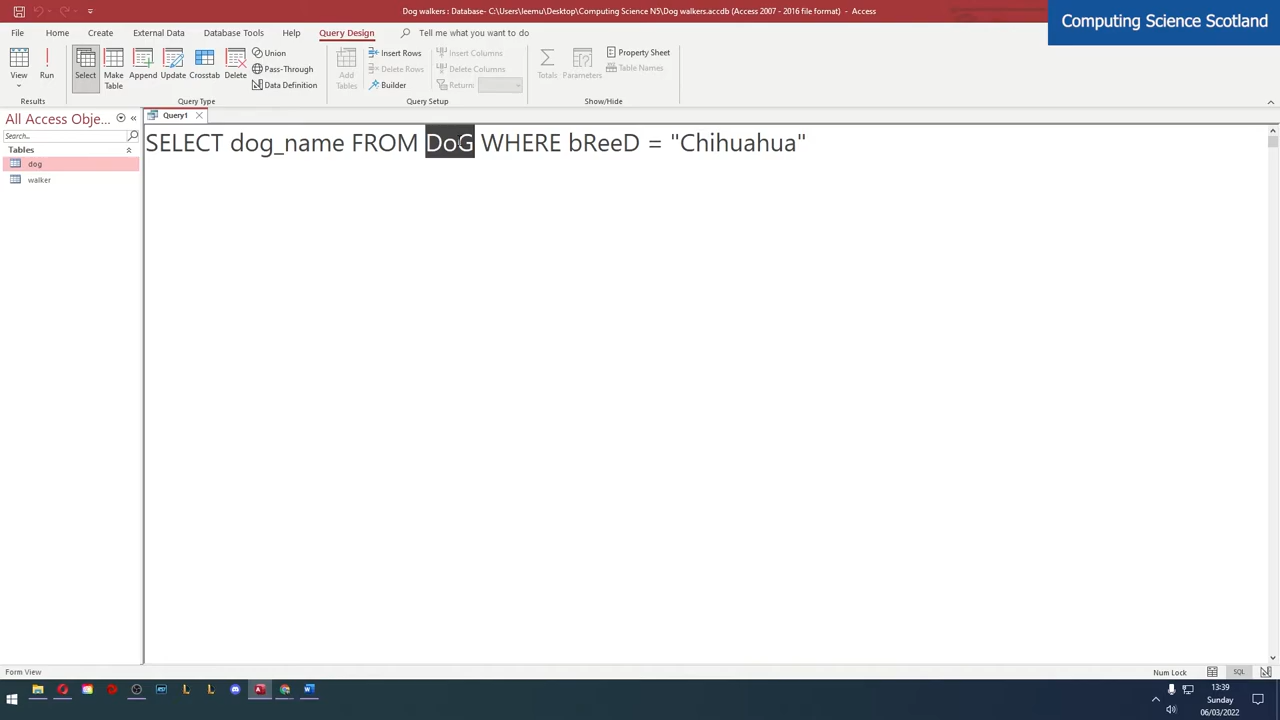 Dog walkers : Database- C:\Users\leemu\Desktop\Computing Science N5\Dog walkers.accdb (Access 2007 - 2016 file format) - Access
Computing Science Scotland
File Home Create External Data Database Tools Help Query Design Tell me what you want to do
View
Run
Select
Make Table
Append
Update
Crosstab
Delete
Union
Pass-Through
Data Definition
Add Tables
Insert Rows
Delete Rows
Builder
Insert Columns
Delete Columns
Return:
Totals
Parameters
Property Sheet
Table Names
Results
Query Type
Query Setup
Show/Hide
All Access Obje...
Search...
Tables
dog
walker
Query1
SELECT dog_name FROM DoG WHERE bReeD = "Chihuahua"
Form View
Num Lock
SQL
13:39
Sunday
06/03/2022